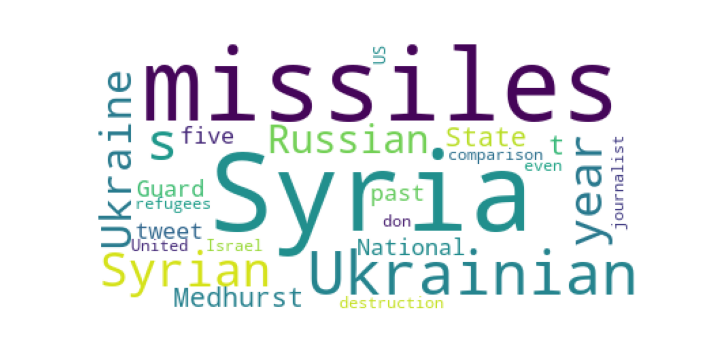 US
missiles
Ukraine
s
five
Russian
State
t
comparison
even
journalist
year
Syria
Guard
past
refugees
tweet
don
United
Israel
National
Syrian
Ukrainian
Medhurst
destruction